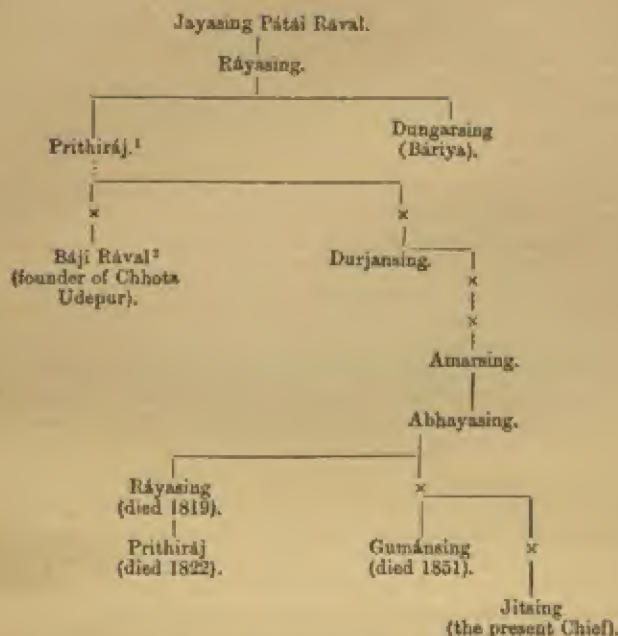 Jayasing Pátái Rával.
Ráyasing.
Prithiráj.¹
Dungarsing
(Báriya).
Báji Rával²
(founder of Chhota
Udepur).
Durjansing.
Amarsing.
Abhayasing.
Ráyasing
(died 1819).
Prithiráj
(died 1822).
Gumánsing
(died 1851).
Jitsing
(the present Chief).